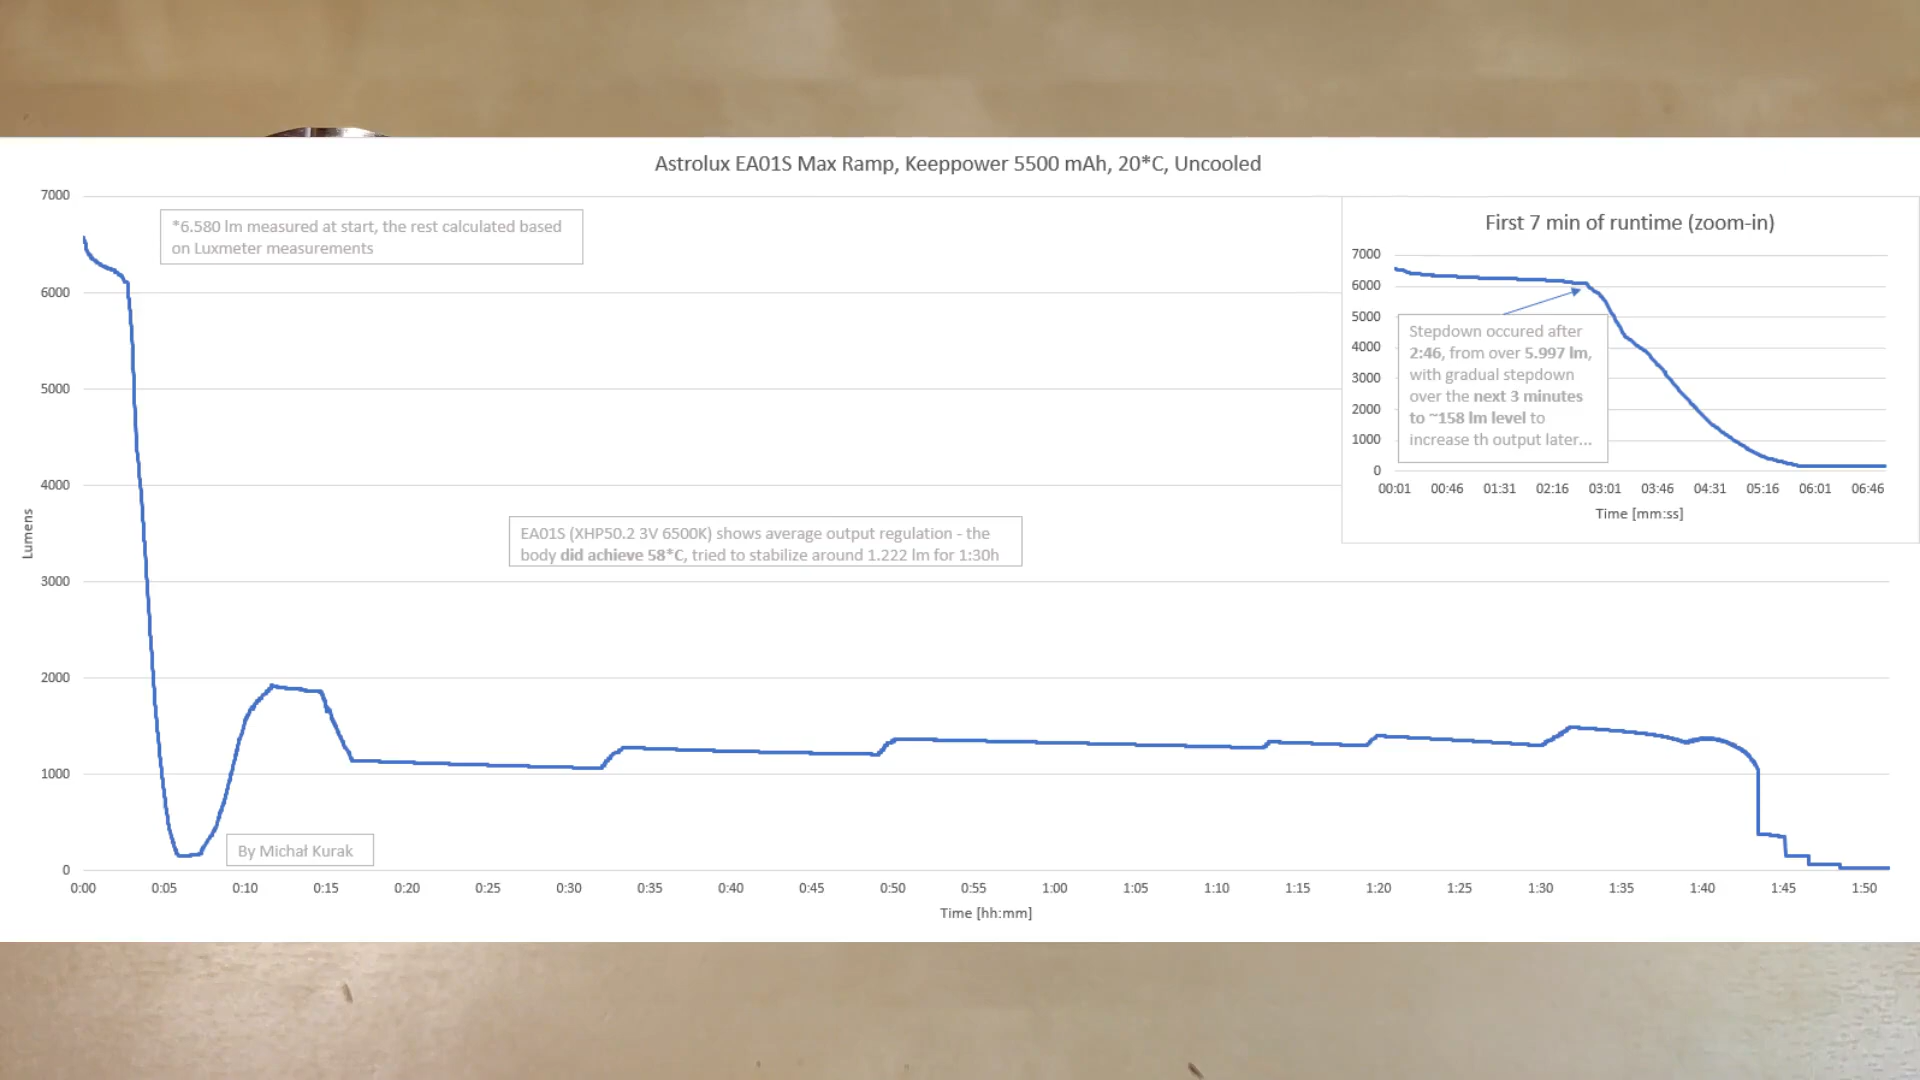 Astrolux EA01S Max Ramp, Keeppower 5500 mAh, 20*C, Uncooled
7000
6000
5000
4000
3000
2000
1000
0
Lumens
*6.580 lm measured at start, the rest calculated based
on Luxmeter measurements
EA01S (XHP50.2 3V 6500K) shows average output regulation - the
body did achieve 58*C, tried to stabilize around 1.222 lm for 1:30h
By Michał Kurak
0:00 0:05 0:10 0:15 0:20 0:25 0:30 0:35 0:40 0:45 0:50 0:55 1:00 1:05 1:10 1:15 1:20 1:25 1:30 1:35 1:40 1:45 1:50
Time [hh:mm]
First 7 min of runtime (zoom-in)
7000
6000
5000
4000
3000
2000
1000
0
Stepdown occured after
2:46, from over 5.997 lm,
with gradual stepdown
over the next 3 minutes
to ~158 lm level to
increase th output later...
00:01 00:46 01:31 02:16 03:01 03:46 04:31 05:16 06:01 06:46
Time [mm:ss]